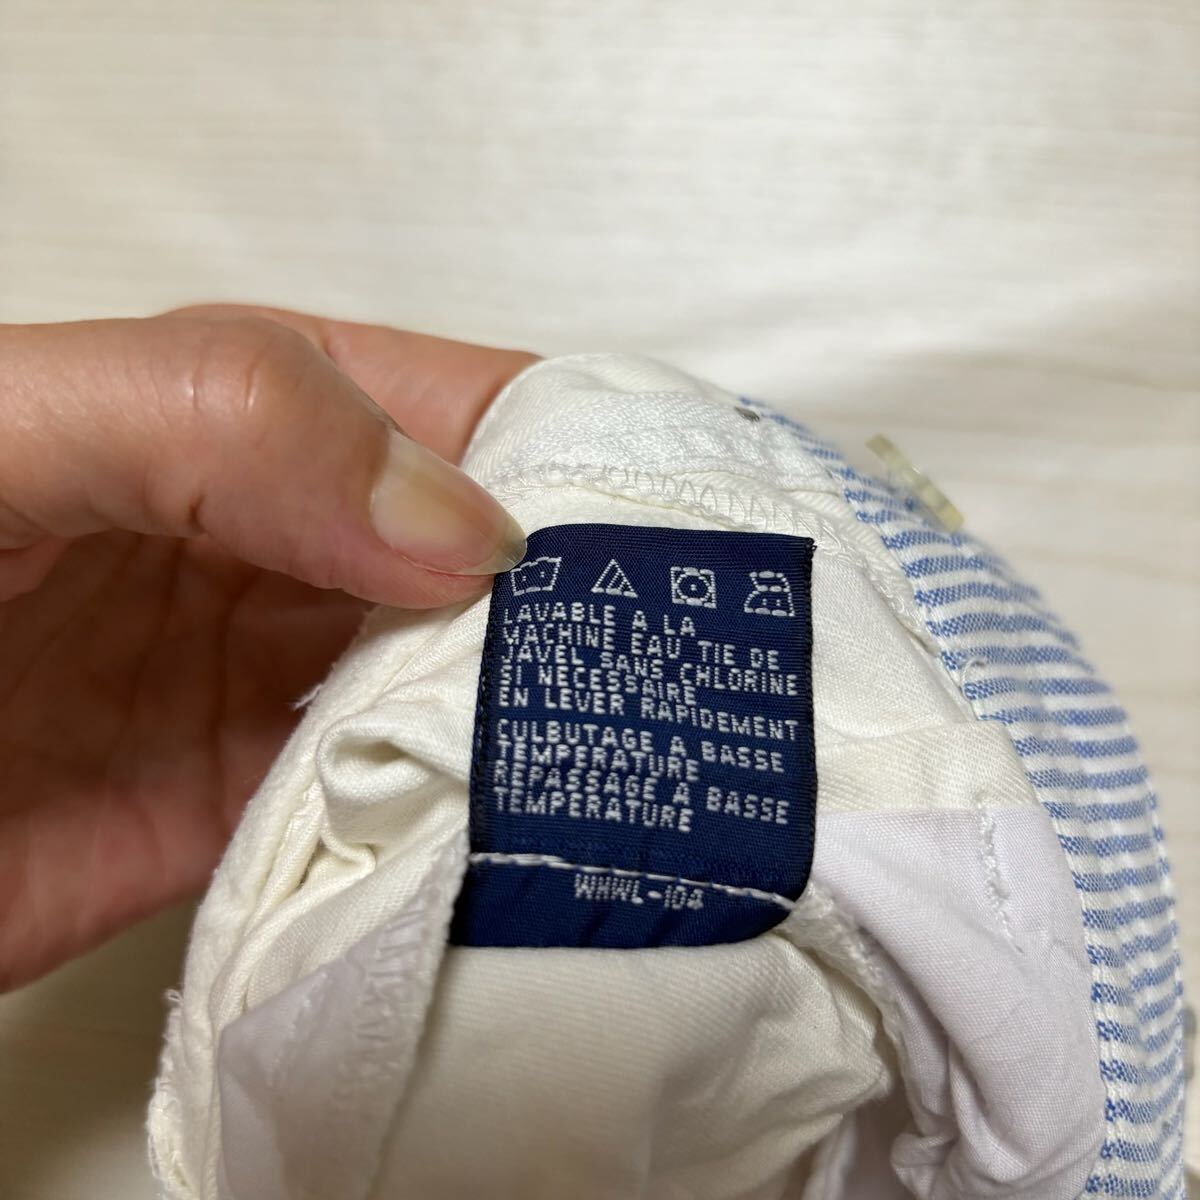 LAVABLE A LA
MACHINE EAU TIE DE
JAVEL SANS CHLORINE
SI NECESSAIRE
EN LEVER RAPIDEMENT
CULBUTAGE A BASSE
TEMPERATURE
REPASSAGE A BASSE
TEMPERATURE
WHWL-104